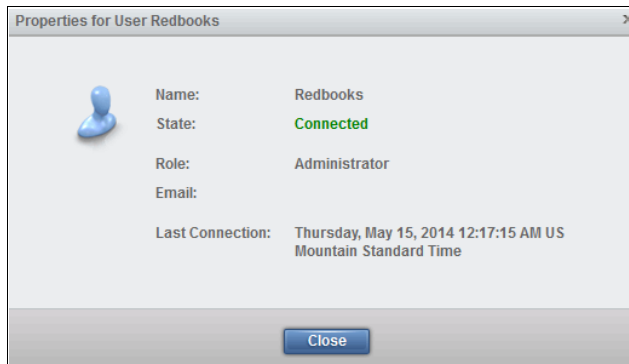 Properties for User Redbooks
Name: Redbooks
State: Connected
Role: Administrator
Email:
Last Connection: Thursday, May 15, 2014 12:17:15 AM US
Mountain Standard Time
Close